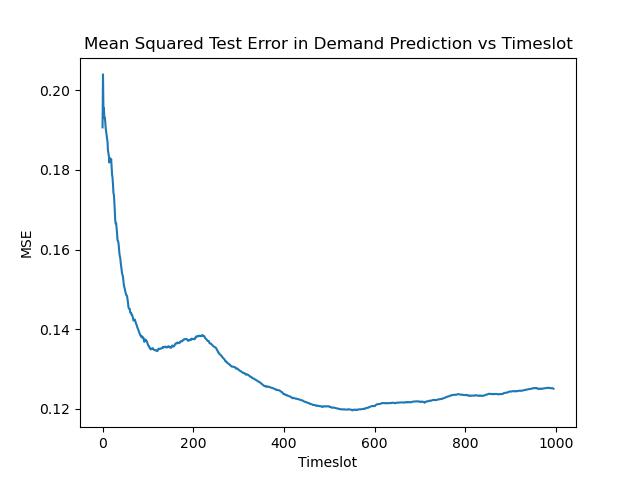 Mean Squared Test Error in Demand Prediction vs Timeslot
0.20
0.18
0.16
0.14
0.12
MSE
0 200 400 600 800 1000
Timeslot